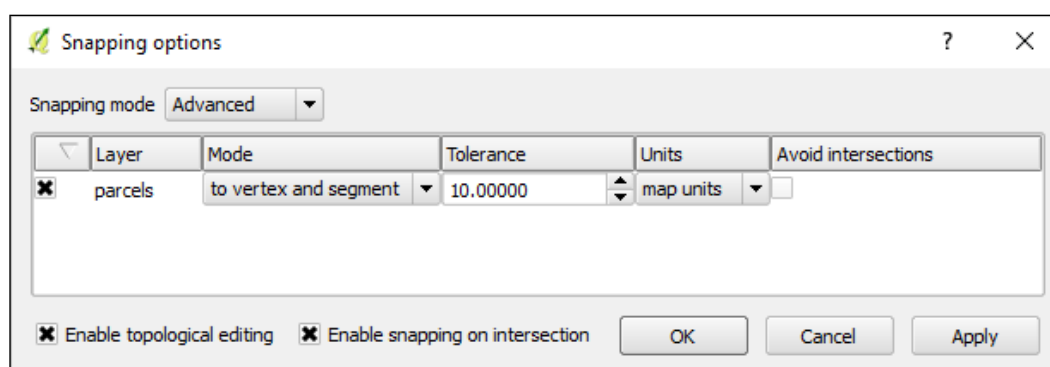 Snapping options ?
Snapping mode Advanced
Layer Mode Tolerance Units Avoid intersections
parcels to vertex and segment 10.00000 map units
Enable topological editing Enable snapping on intersection OK Cancel Apply